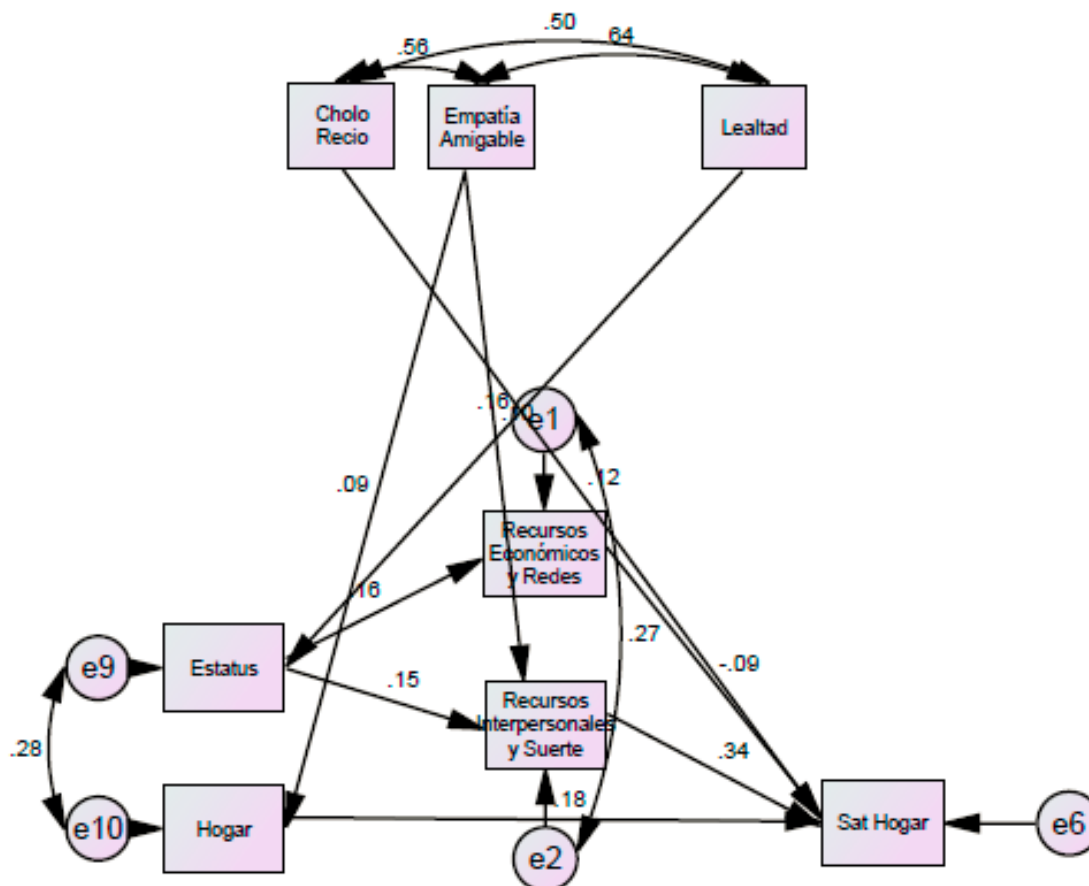 .50
.56
64
Cholo
Recio
Empatía
Amigable
Lealtad
.16
e1
.09
.12
Recursos
Económicos
y Redes
16
.27
e9
Estatus
.15
-.09
Recursos
Interpersonales
y Suerte
.28
.34
e10
Hogar
.18
e2
Sat Hogar
e6